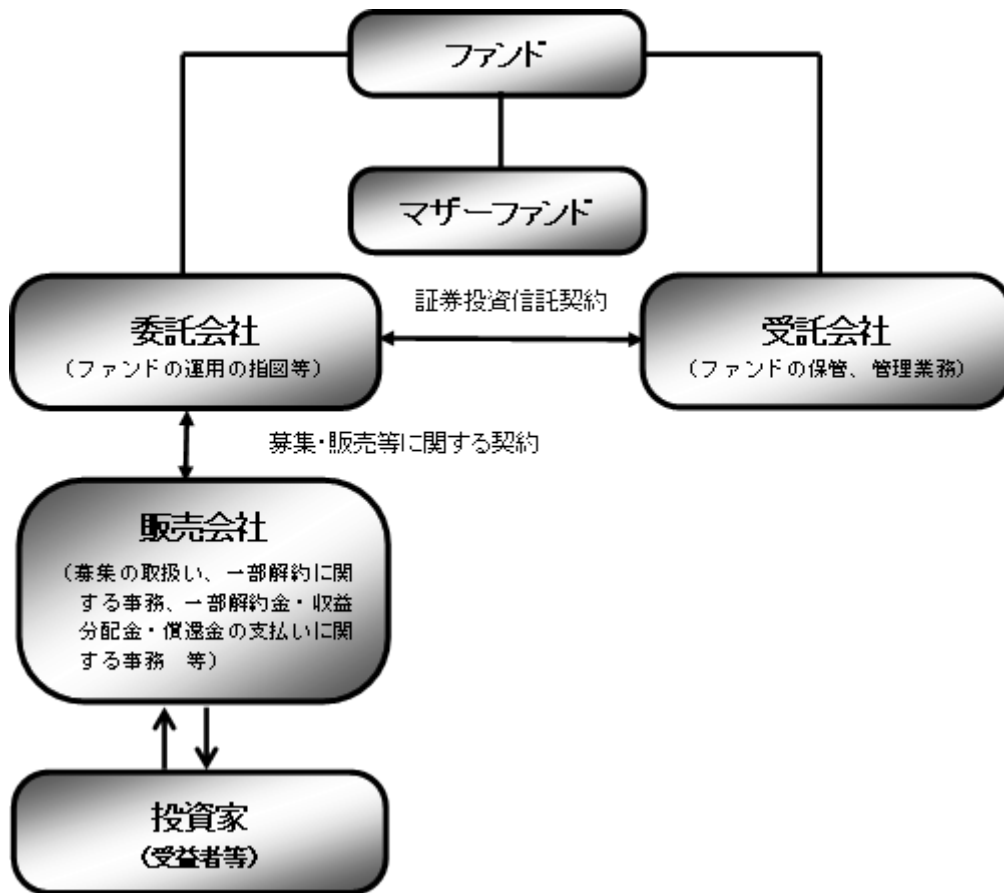 ファンド
マザーファンド
証券投資信託契約
委託会社
（ファンドの運用の指図等）
受託会社
（ファンドの保管、管理業務）
募集・販売等に関する契約
販売会社
（募集の取扱い、一部解約に関
する事務、一部解約金・収益
分配金・償還金の支払いに関
する事務　等）
投資家
（受益者等）